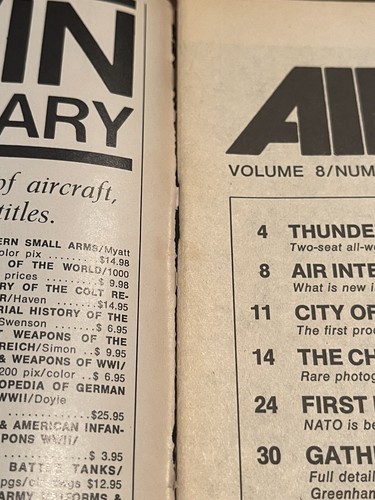 IN
ARY
of aircraft,
titles.
ERN SMALL ARMS/Myatt
color pix ........$14.98
OF THE WORLD/1000
prices ........$ 9.98
RY OF THE COLT RE-
R/Haven ........$14.95
RIAL HISTORY OF THE
Swenson ....$ 6.95
T WEAPONS OF THE
REICH/Simon ..$ 9.95
& WEAPONS OF WWI/
200 pix/color ..$ 6.95
OPEDIA OF GERMAN
WWII/Doyle
$25.95
& AMERICAN INFAN-
PONS WWII/
$ 3.95
BATTLE TANKS/
$12.95
ARMY UNIFORMS &
AI
VOLUME 8/NUM
4 THUNDE
Two-seat all-w
8 AIR INTE
What is new i
11 CITY OF
The first proc
14 THE CH
Rare photog
24 FIRST
NATO is be
30 GATH
Full detail
Greenham